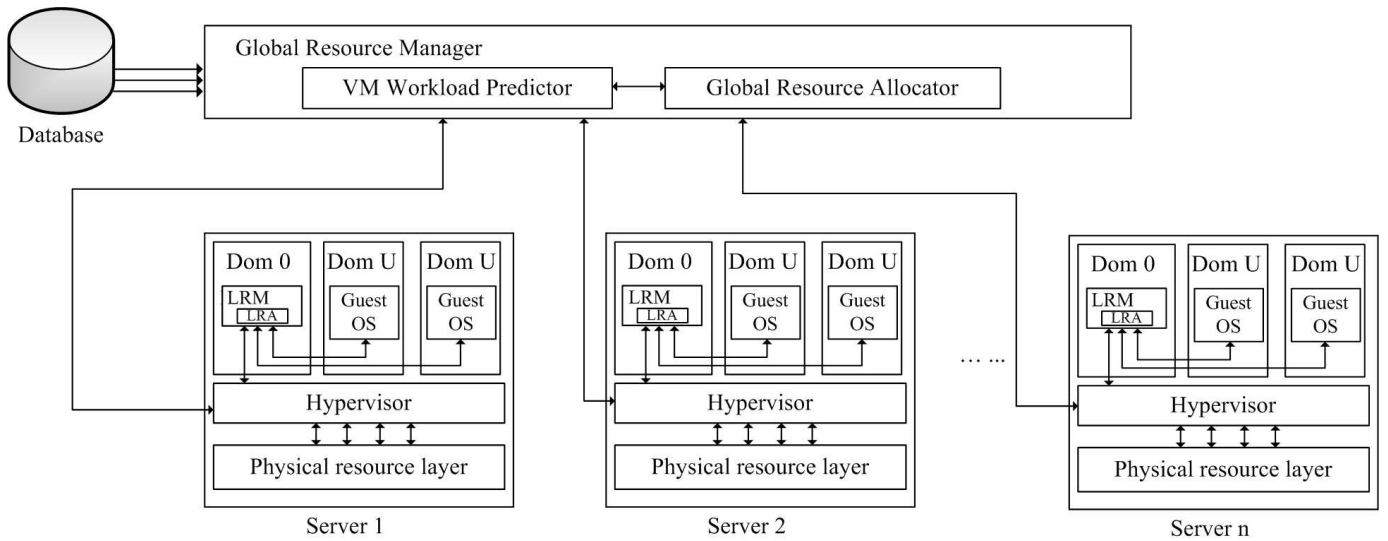 Global Resource Manager
VM Workload Predictor
Global Resource Allocator
Database
Dom 0
Dom U
Dom U
LRM
LRA
Guest
OS
Guest
OS
Hypervisor
Physical resource layer
Server 1
Dom 0
Dom U
Dom U
LRM
LRA
Guest
OS
Guest
OS
Hypervisor
Physical resource layer
Server 2
... ...
Dom 0
Dom U
Dom U
LRM
LRA
Guest
OS
Guest
OS
Hypervisor
Physical resource layer
Server n